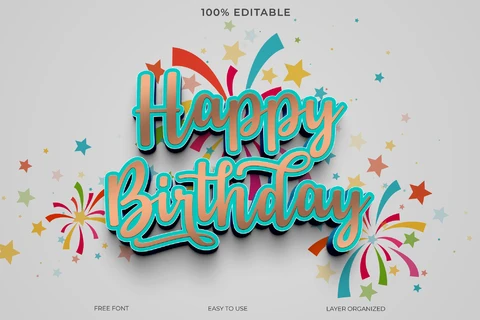 100% EDITABLE
Happy
Birthday
FREE FONT EASY TO USE LAYER ORGANIZED